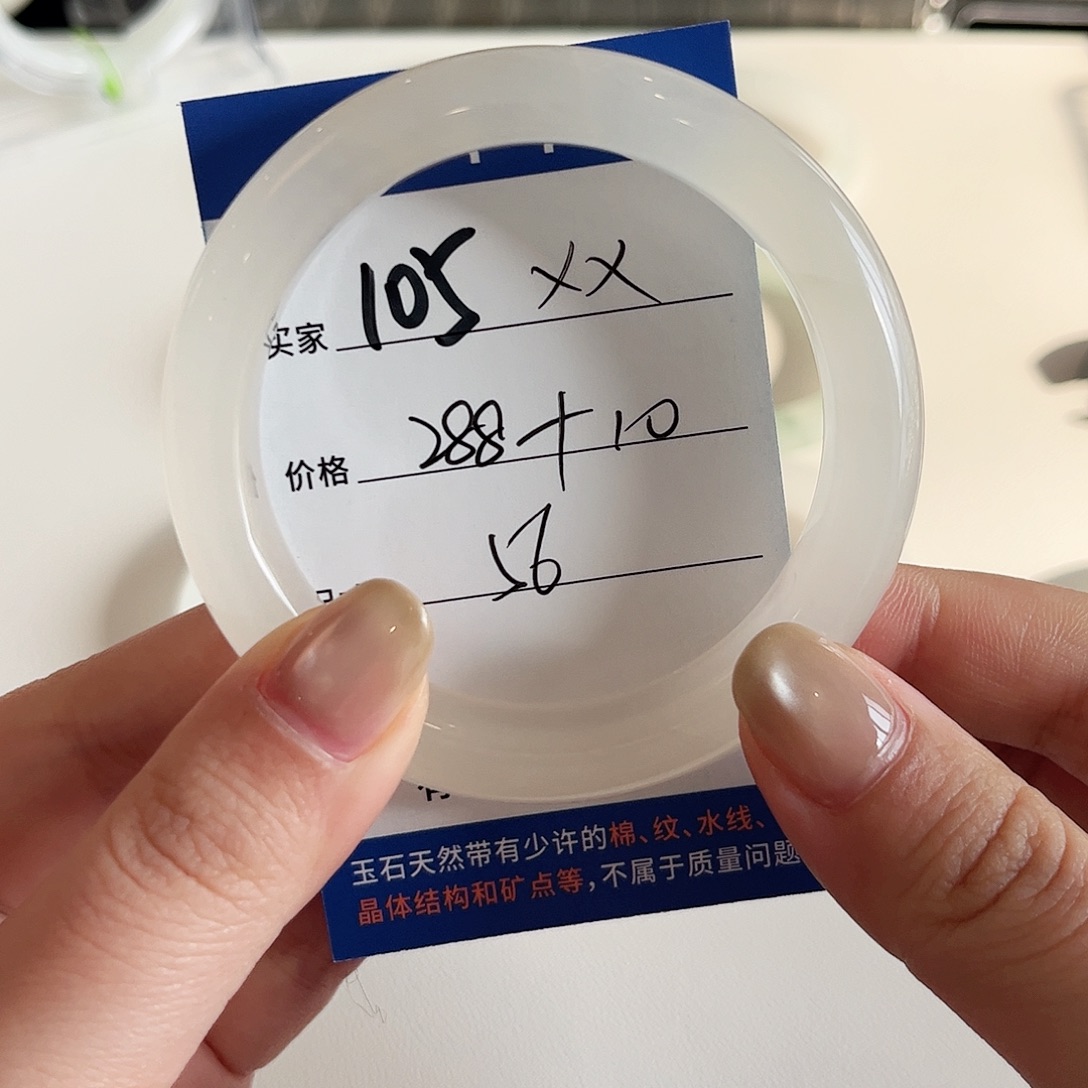 买家 105 XX
价格 288+10
56
玉石天然带有少许的棉、纹、水线、
晶体结构和矿点等,不属于质量问题